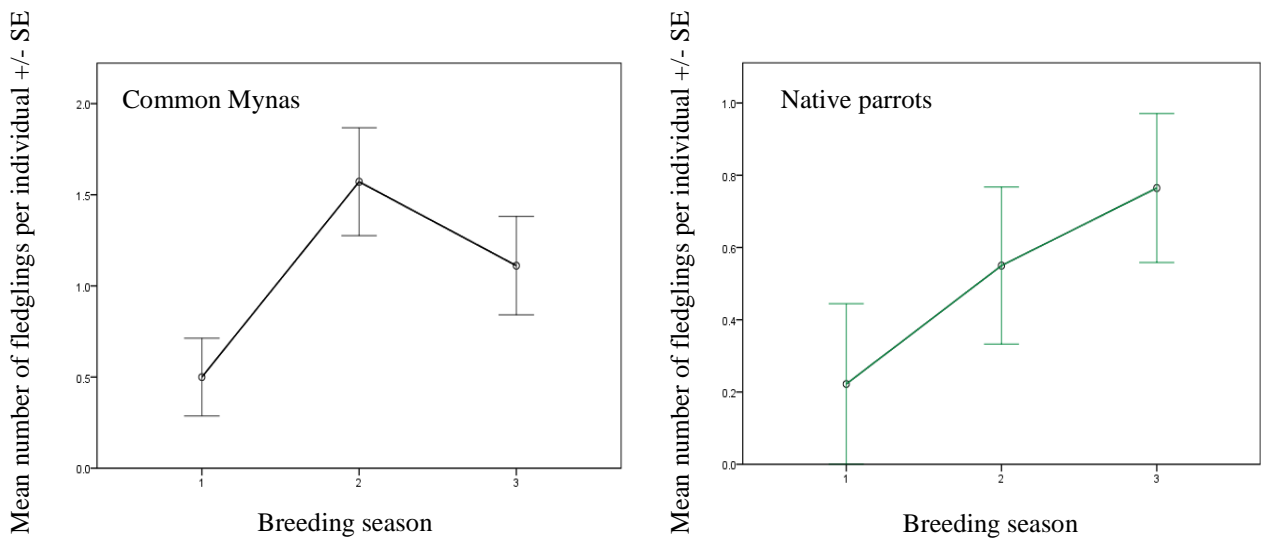 Mean number of fledglings per individual +/- SE
Common Mynas
2.0
1.5
1.0
0.5
0.0
1
2
3
Breeding season
Mean number of fledglings per individual +/- SE
Native parrots
1.0
0.8
0.6
0.4
0.2
0.0
1
2
3
Breeding season